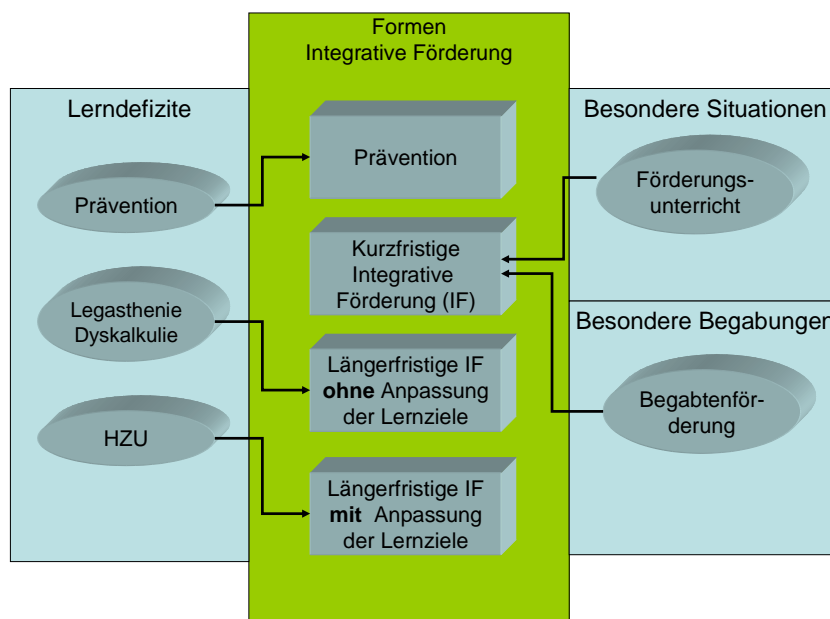 Formen
Integrative Förderung
Lerndefizite
Prävention
Legasthenie
Dyskalkulie
HZU
Prävention
Kurzfristige
Integrative
Förderung (IF)
Längerfristige IF
ohne Anpassung
der Lernziele
Längerfristige IF
mit Anpassung
der Lernziele
Besondere Situationen
Förderungs-
unterricht
Besondere Begabungen
Begabtenför-
derung